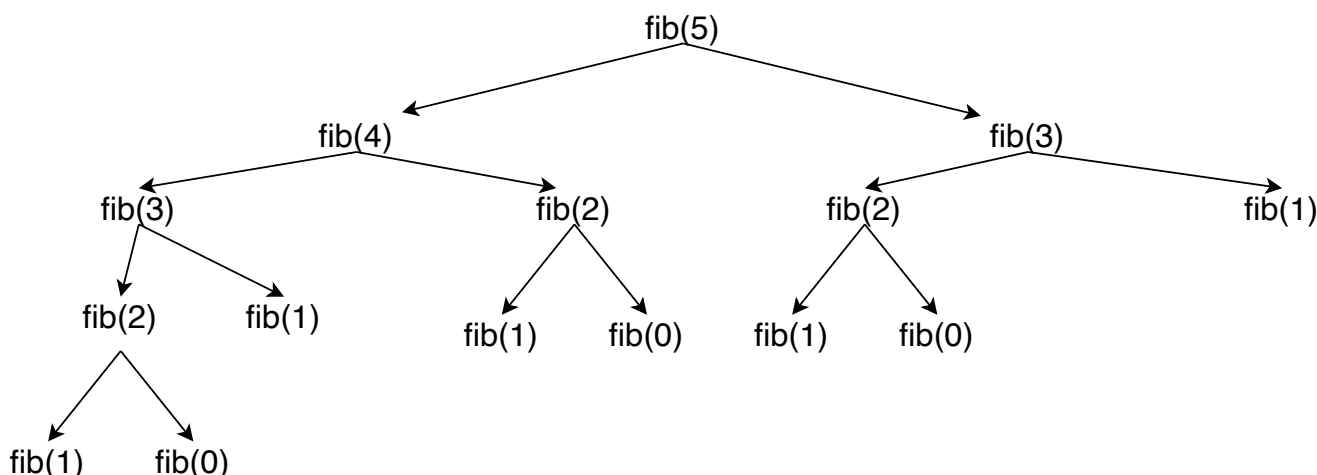 fib(5)
fib(4) fib(3)
fib(3) fib(2) fib(2) fib(1)
fib(2) fib(1) fib(1) fib(0) fib(1) fib(0)
fib(1) fib(0)